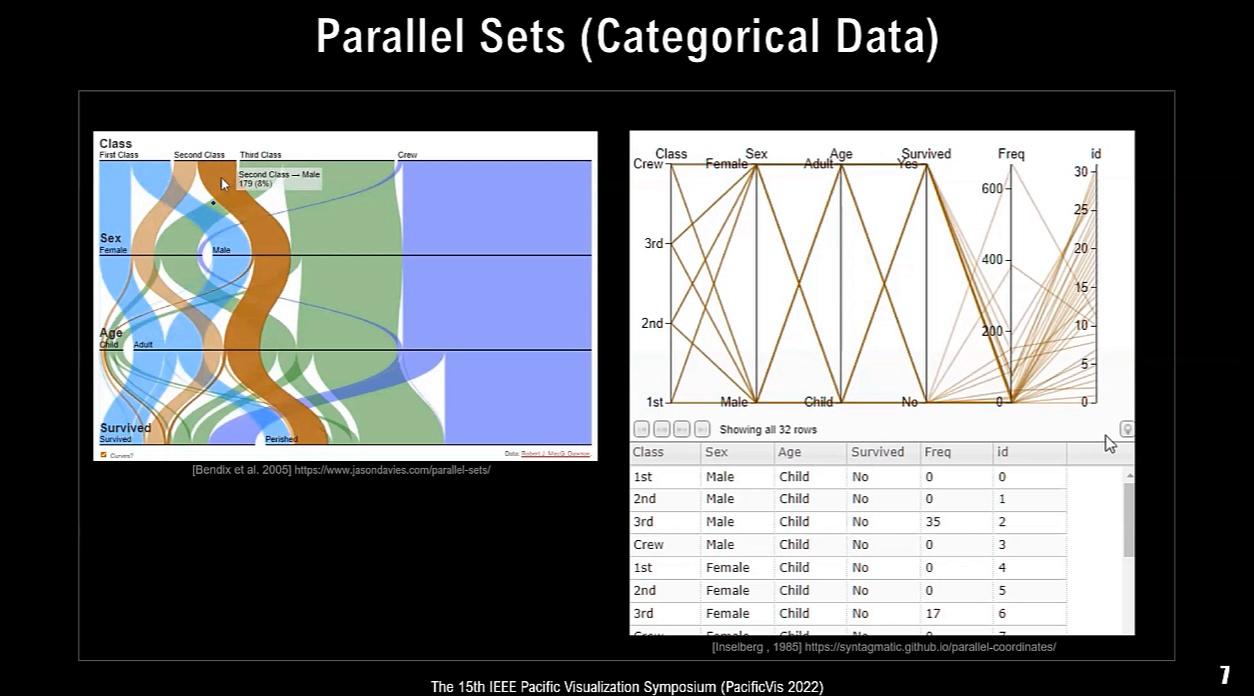 Parallel Sets (Categorical Data)
Class
First Class Second Class Third Class Crew
Second Class → Male
179 (8%)
Sex
Female Male
Age
Child Adult
Survived
Survived Perished
Curves?
Data: Robert J. MacG. Dawson.
[Bendix et al. 2005] https://www.jasondavies.com/parallel-sets/
Class Sex Age Survived Freq id
Crew Female Adult Yes
30
600
25
3rd
20
400
15
2nd
200
10
5
1st Male Child No 0 0
Showing all 32 rows
Class Sex Age Survived Freq id
1st Male Child No 0 0
2nd Male Child No 0 1
3rd Male Child No 35 2
Crew Male Child No 0 3
1st Female Child No 0 4
2nd Female Child No 0 5
3rd Female Child No 17 6
Crew Female Child No 0 7
[Inselberg , 1985] https://syntagmatic.github.io/parallel-coordinates/
The 15th IEEE Pacific Visualization Symposium (PacificVis 2022)
7